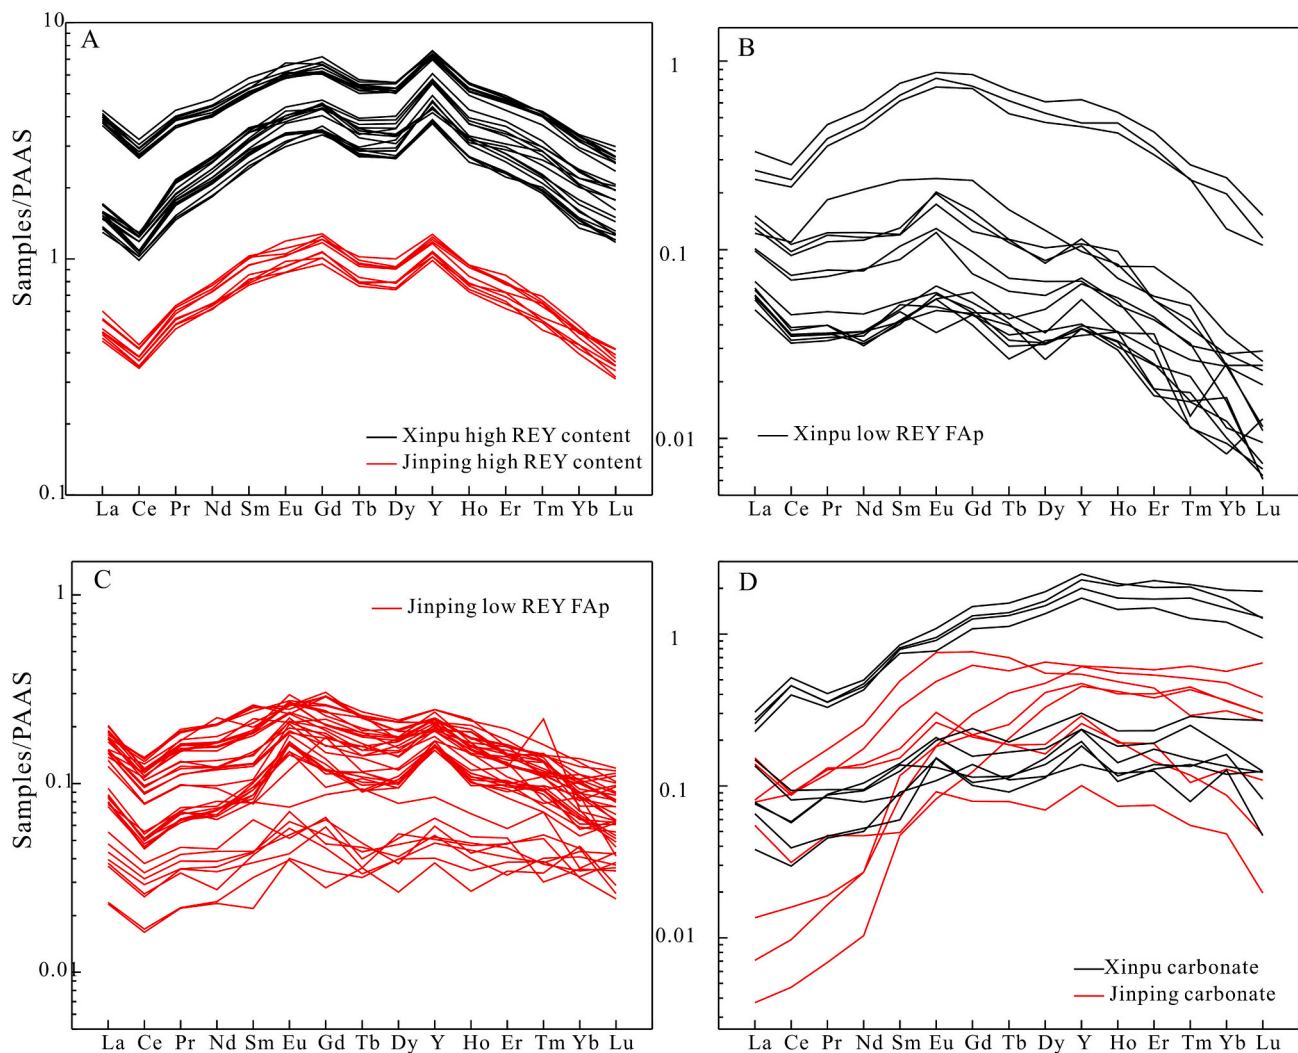 A
10
1
0.1
Samples/PAAS
Xinpu high REY content
Jinping high REY content
La Ce Pr Nd Sm Eu Gd Tb Dy Y Ho Er Tm Yb Lu
B
1
0.1
0.01
Xinpu low REY FAp
La Ce Pr Nd Sm Eu Gd Tb Dy Y Ho Er Tm Yb Lu
C
1
0.1
0.01
Samples/PAAS
Jinping low REY FAp
La Ce Pr Nd Sm Eu Gd Tb Dy Y Ho Er Tm Yb Lu
D
1
0.1
0.01
Xinpu carbonate
Jinping carbonate
La Ce Pr Nd Sm Eu Gd Tb Dy Y Ho Er Tm Yb Lu